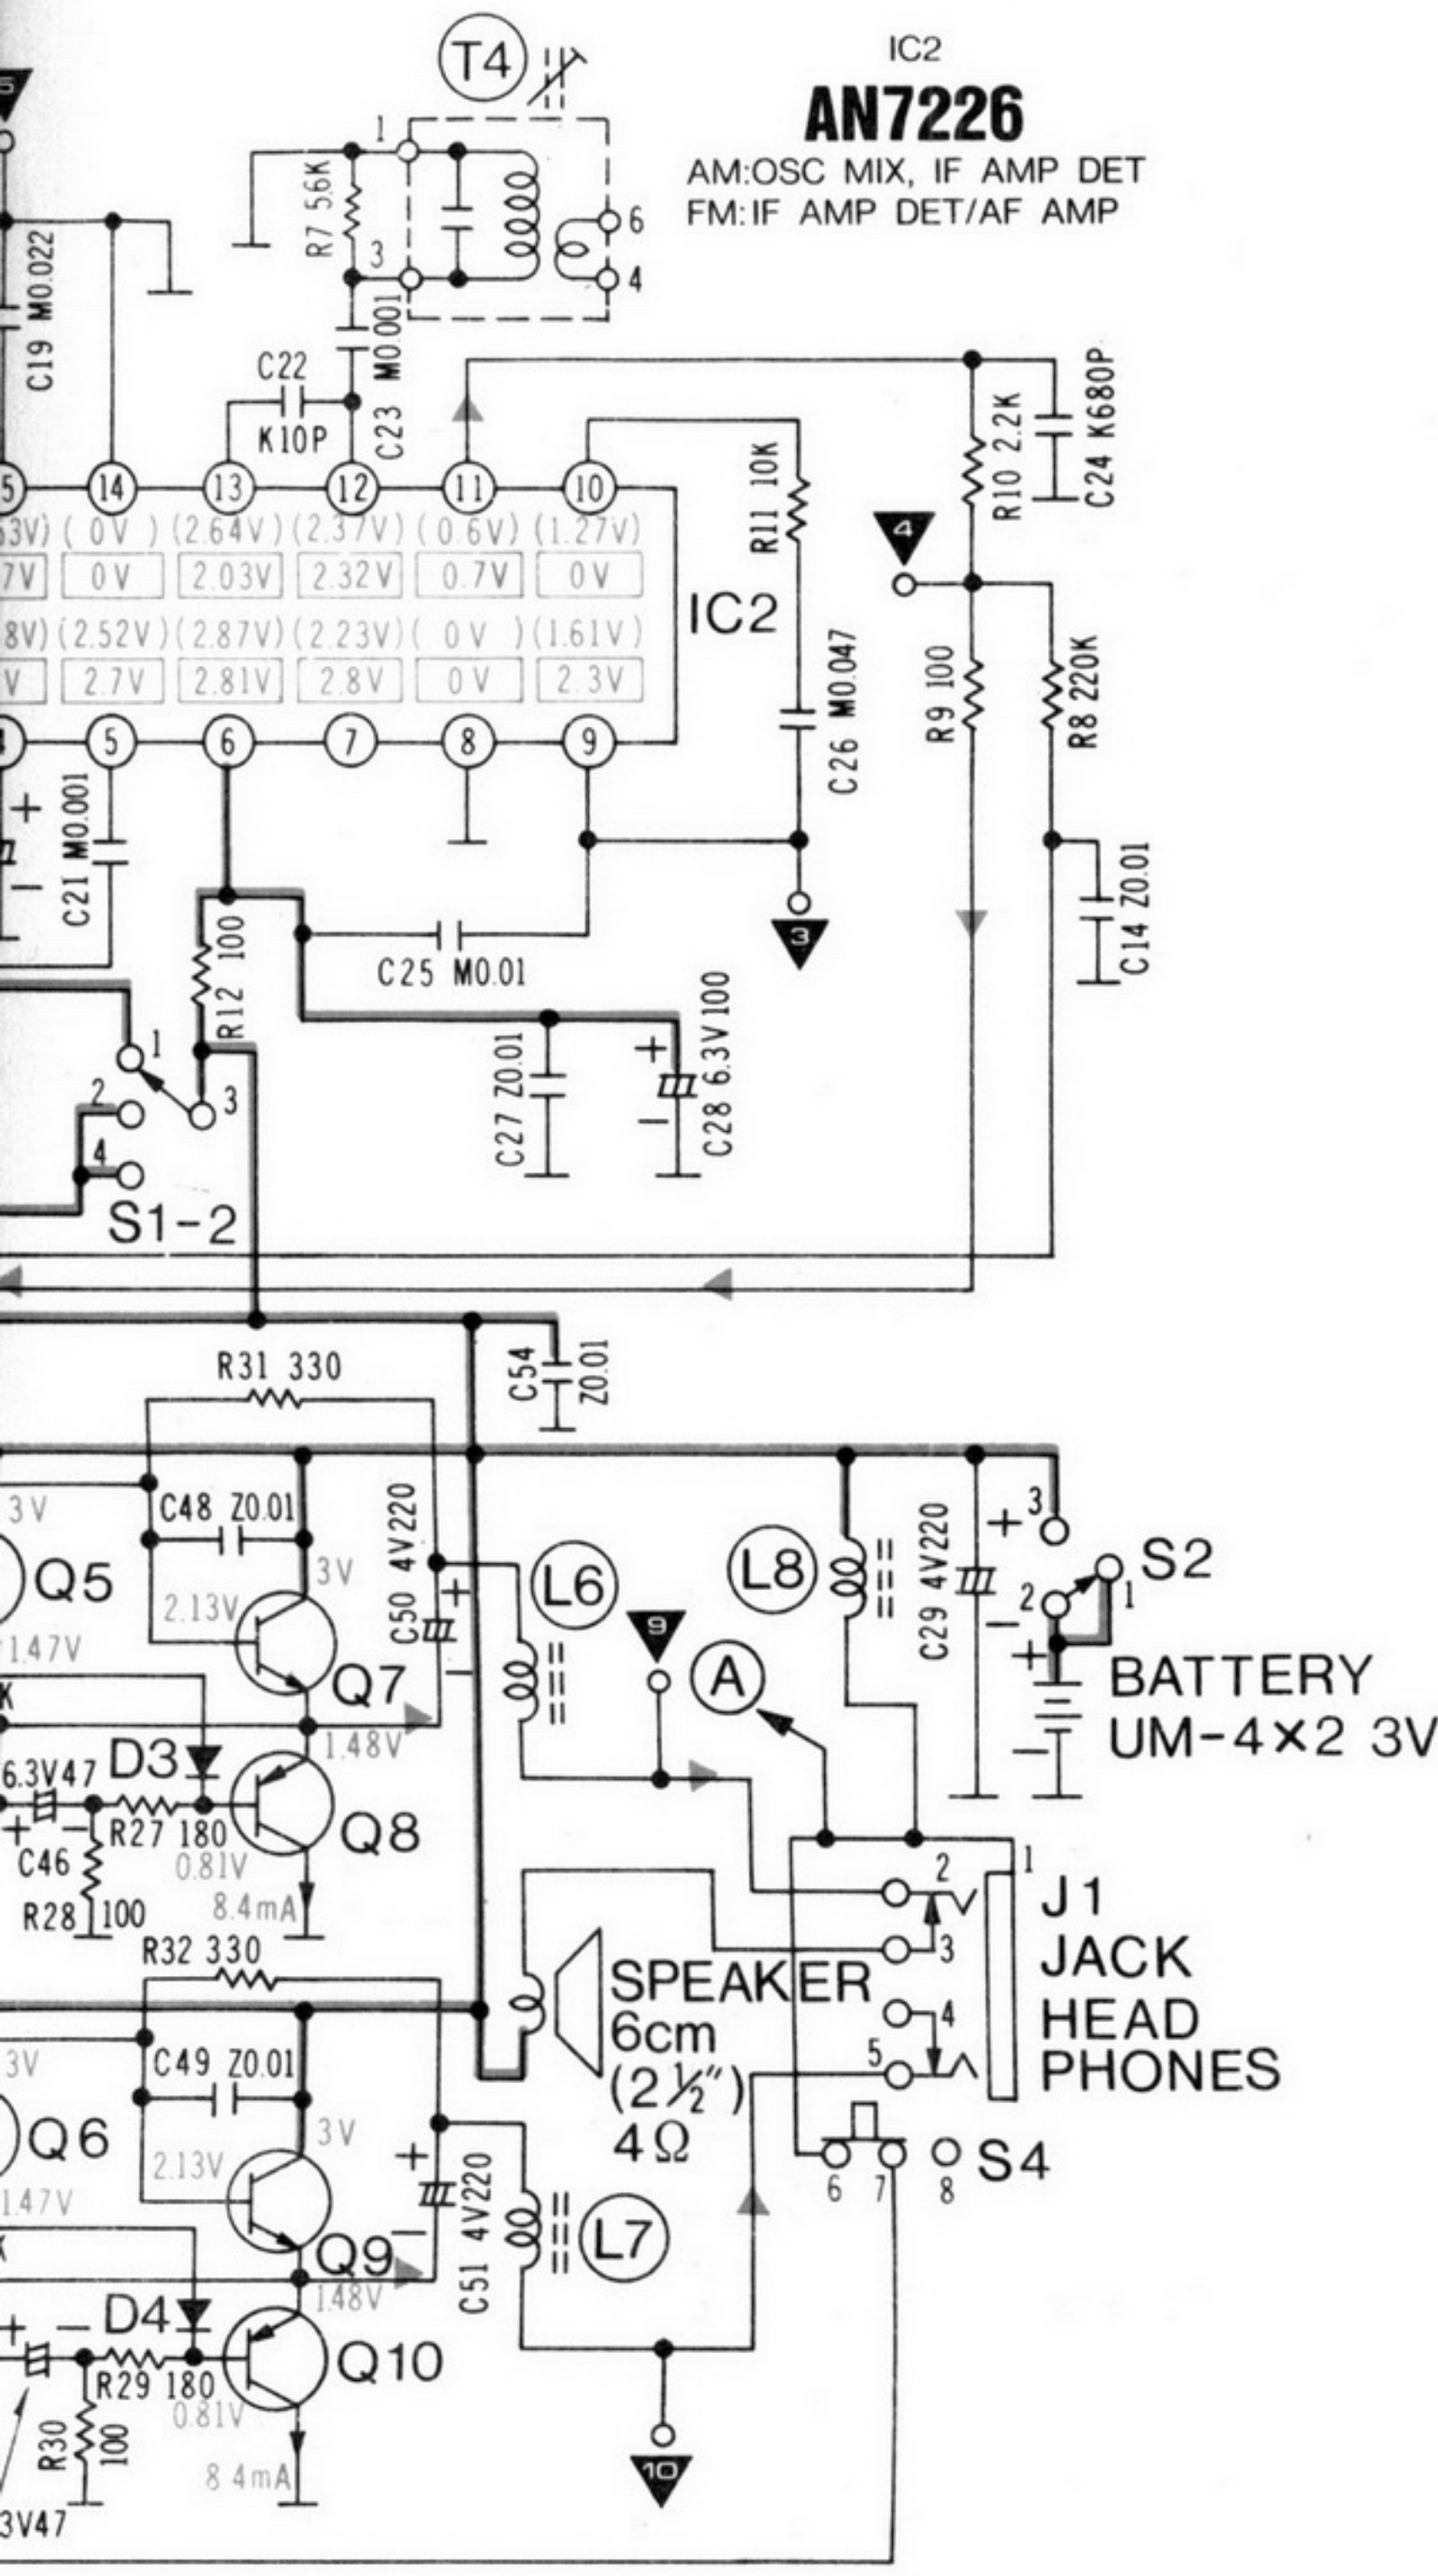 T4
IC2
AN7226
AM:OSC MIX, IF AMP DET
FM:IF AMP DET/AF AMP
5
1
R7 5.6K
3
6
4
C19 M0.022
C22
K10P
C23 M0.001
R10 2.2K
C24 K680P
14 13 12 11 10
( 0V ) (2.64V) (2.37V) (0.6V) (1.27V)
7V 0V 2.03V 2.32V 0.7V 0V
R11 10K
4
IC2
8V) (2.52V) (2.87V) (2.23V) ( 0V ) (1.61V)
V 2.7V 2.81V 2.8V 0V 2.3V
5 6 7 8 9
C26 M0.047
R9 100
R8 220K
+
−
C21 M0.001
R12 100
C25 M0.01
3
C14 Z0.01
1
2
3
4
S1-2
C27 Z0.01
+
−
C28 6.3V100
R31 330
C54 Z0.01
3V
C48 Z0.01
C50 4V220
+
−
Q5
2.13V
3V
1.47V
Q7
L6
L8
C29 4V220
9
A
+
3
S2
2
1
−
+
−
BATTERY
UM-4×2 3V
K
1.48V
D3
6.3V47
+ −
C46
R27 180
0.81V
Q8
R28 100
8.4mA
2
1
J1
JACK
HEAD
PHONES
3
4
5
R32 330
SPEAKER
6cm
(2½")
4Ω
3V
C49 Z0.01
Q6
2.13V
3V
1.47V
Q9
+
−
C51 4V220
L7
6 7 8
S4
K
1.48V
D4
+ −
R29 180
0.81V
Q10
R30 100
8.4mA
10
3V47